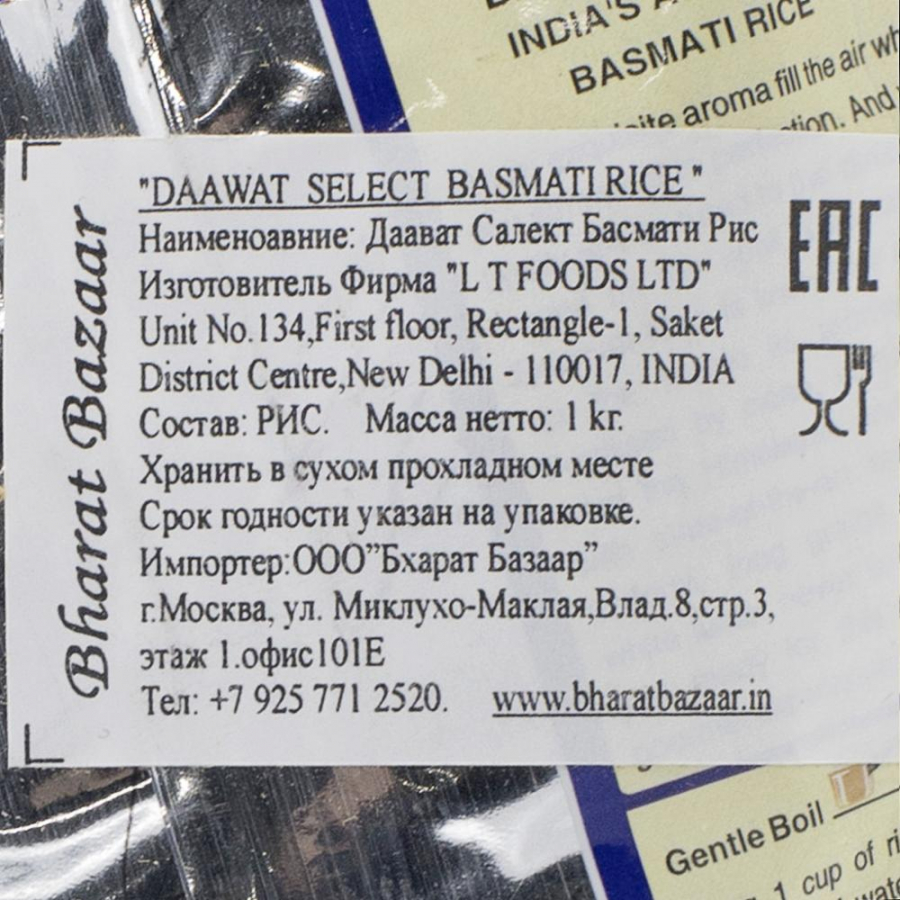 INDIA'S
BASMATI RICE
aroma fill the air
And
Bharat Bazaar
"DAAWAT SELECT BASMATI RICE"
Наименоавние: Даават Салект Басмати Рис
Изготовитель Фирма "L T FOODS LTD"
Unit No.134,First floor, Rectangle-1, Saket
District Centre,New Delhi - 110017, INDIA
Состав: РИС. Масса нетто: 1 kг.
Хранить в сухом прохладном месте
Срок годности указан на упаковке.
Импортер:ООО"Бхарат Базаар"
г.Москва, ул. Миклухо-Маклая,Влад.8,стр.3,
этаж 1.офис101Е
Тел: +7 925 771 2520. www.bharatbazaar.in
EAC
Gentle Boil
1 cup of